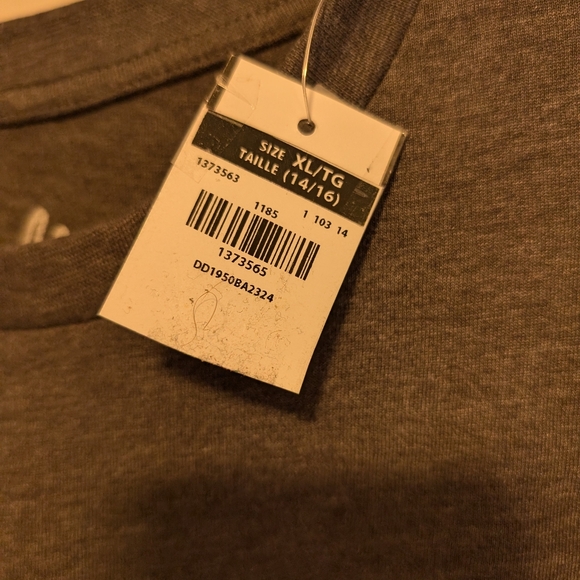 SIZE XL/TG
TAILLE (14/16)
1373563
1185 1 103 14
1373565
DD1950BA2324